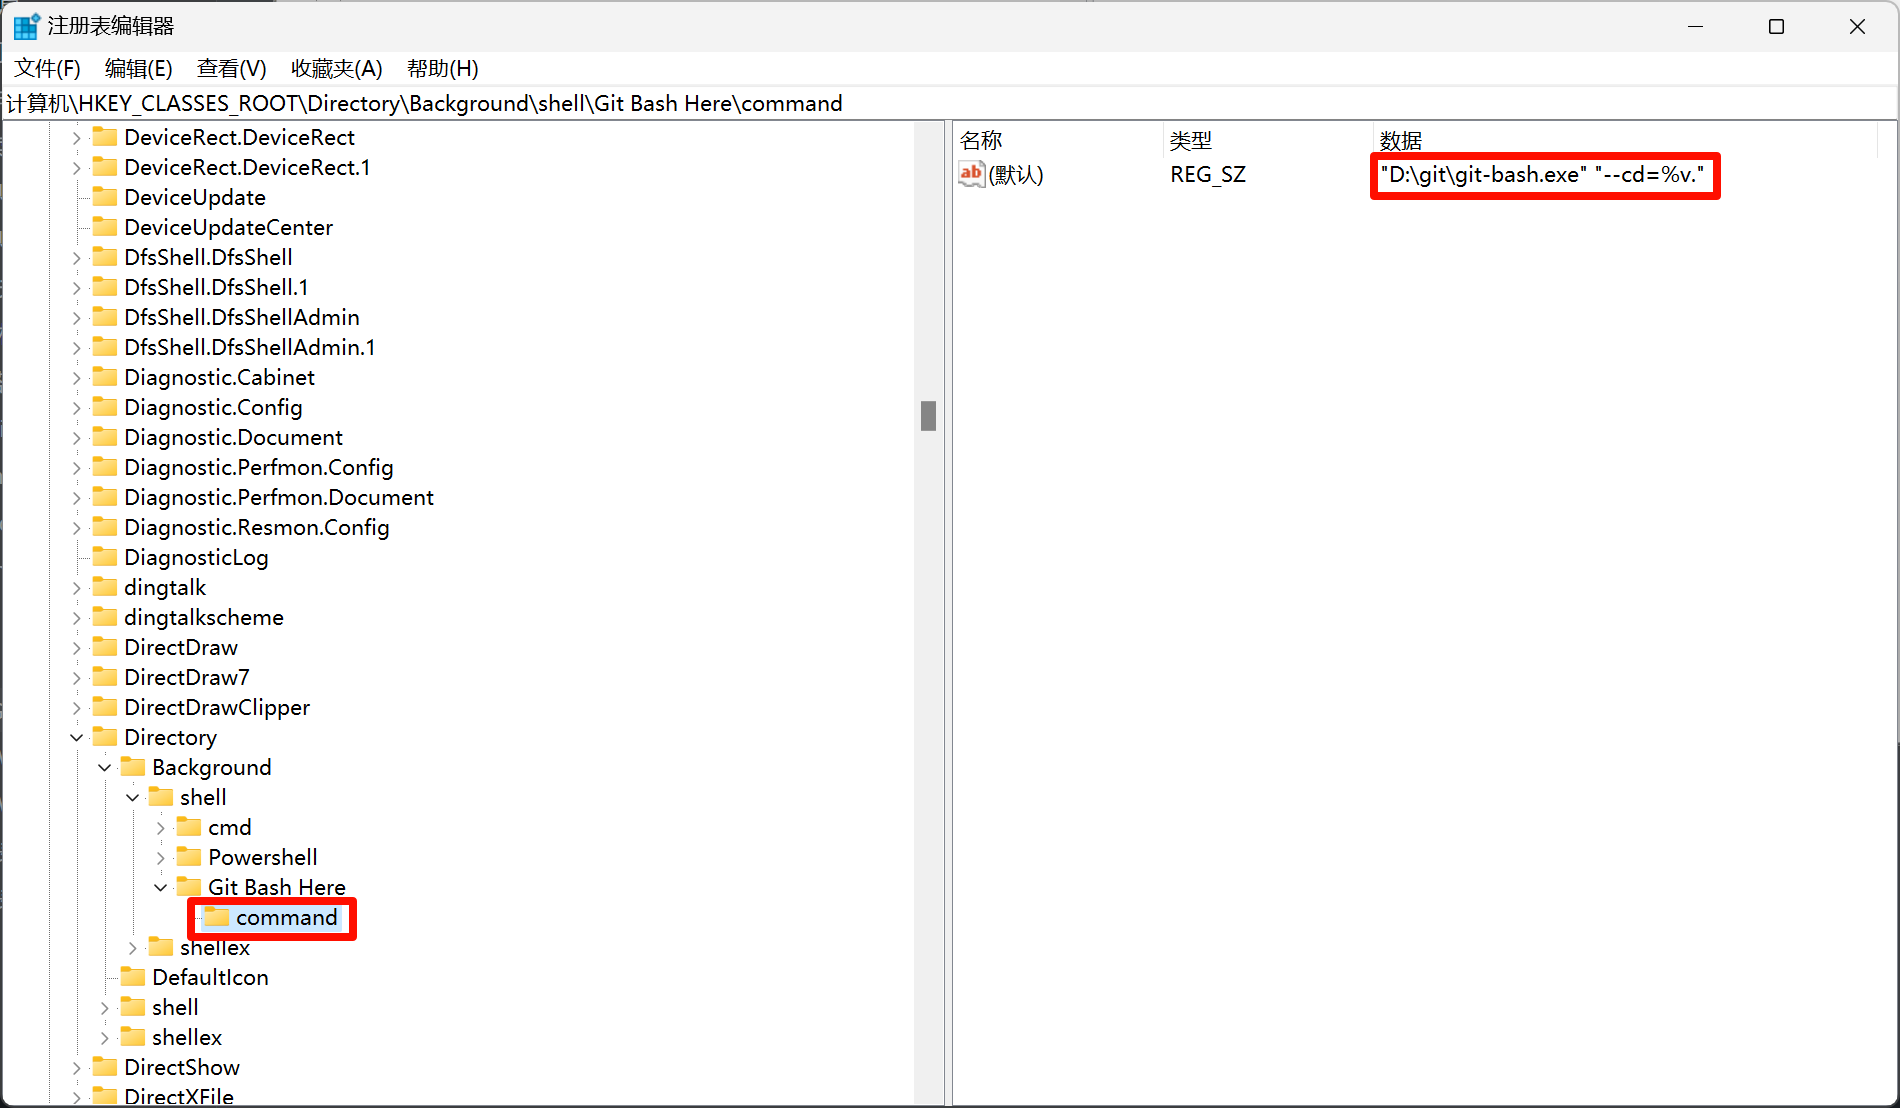 注册表编辑器
文件(F) 编辑(E) 查看(V) 收藏夹(A) 帮助(H)
计算机\HKEY_CLASSES_ROOT\Directory\Background\shell\Git Bash Here\command
DeviceRect.DeviceRect
DeviceRect.DeviceRect.1
DeviceUpdate
DeviceUpdateCenter
DfsShell.DfsShell
DfsShell.DfsShell.1
DfsShell.DfsShellAdmin
DfsShell.DfsShellAdmin.1
Diagnostic.Cabinet
Diagnostic.Config
Diagnostic.Document
Diagnostic.Perfmon.Config
Diagnostic.Perfmon.Document
Diagnostic.Resmon.Config
DiagnosticLog
dingtalk
dingtalkscheme
DirectDraw
DirectDraw7
DirectDrawClipper
Directory
Background
shell
cmd
Powershell
Git Bash Here
command
shellex
DefaultIcon
shell
shellex
DirectShow
DirectXFile
名称 类型 数据
ab (默认) REG_SZ "D:\git\git-bash.exe" "--cd=%v."